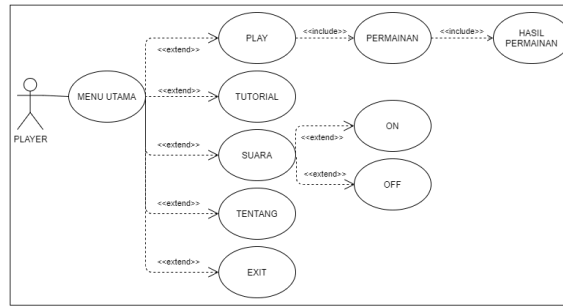 <<extend>>
PLAY
<<include>>
PERMAINAN
<<include>>
HASIL
PERMAINAN
PLAYER
MENU UTAMA
<<extend>>
TUTORIAL
<<extend>>
SUARA
<<extend>>
ON
<<extend>>
OFF
<<extend>>
TENTANG
<<extend>>
EXIT